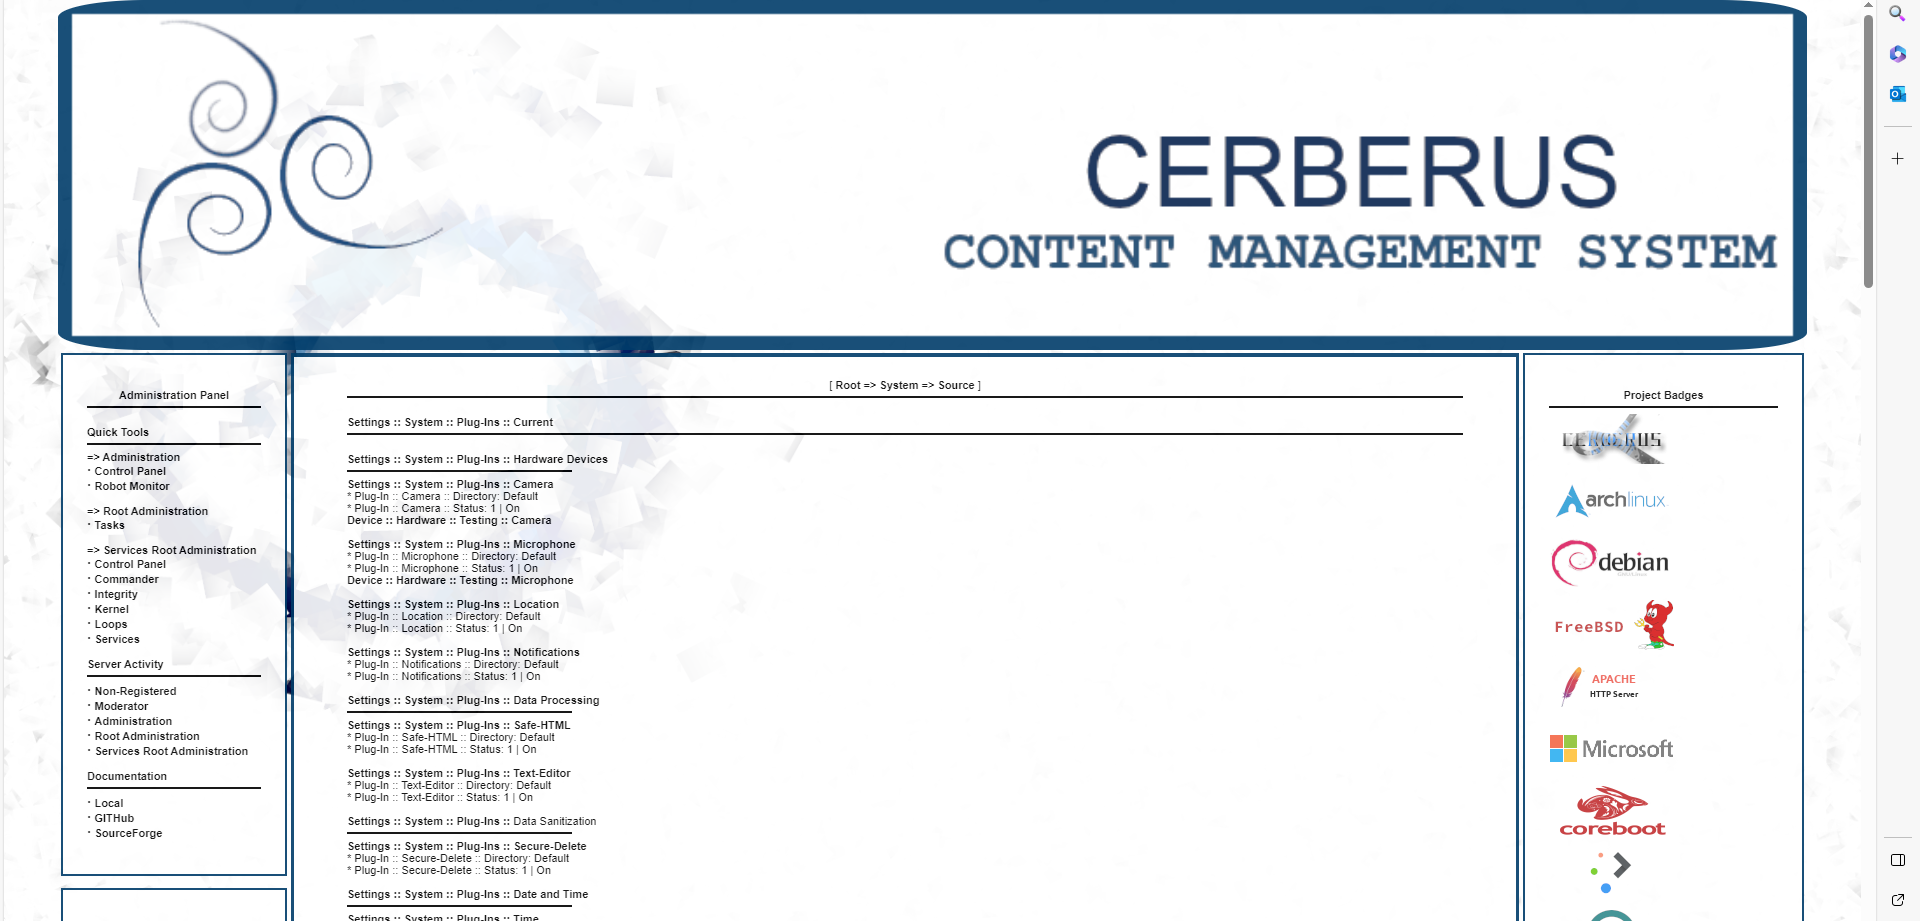 CERBERUS
CONTENT MANAGEMENT SYSTEM
Administration Panel
Quick Tools
=> Administration
· Control Panel
· Robot Monitor
=> Root Administration
· Tasks
=> Services Root Administration
· Control Panel
· Commander
· Integrity
· Kernel
· Loops
· Services
Server Activity
· Non-Registered
· Moderator
· Administration
· Root Administration
· Services Root Administration
Documentation
· Local
· GITHub
· SourceForge
[ Root => System => Source ]
Settings :: System :: Plug-Ins :: Current
Settings :: System :: Plug-Ins :: Hardware Devices
Settings :: System :: Plug-Ins :: Camera
* Plug-In :: Camera :: Directory: Default
* Plug-In :: Camera :: Status: 1 | On
Device :: Hardware :: Testing :: Camera
Settings :: System :: Plug-Ins :: Microphone
* Plug-In :: Microphone :: Directory: Default
* Plug-In :: Microphone :: Status: 1 | On
Device :: Hardware :: Testing :: Microphone
Settings :: System :: Plug-Ins :: Location
* Plug-In :: Location :: Directory: Default
* Plug-In :: Location :: Status: 1 | On
Settings :: System :: Plug-Ins :: Notifications
* Plug-In :: Notifications :: Directory: Default
* Plug-In :: Notifications :: Status: 1 | On
Settings :: System :: Plug-Ins :: Data Processing
Settings :: System :: Plug-Ins :: Safe-HTML
* Plug-In :: Safe-HTML :: Directory: Default
* Plug-In :: Safe-HTML :: Status: 1 | On
Settings :: System :: Plug-Ins :: Text-Editor
* Plug-In :: Text-Editor :: Directory: Default
* Plug-In :: Text-Editor :: Status: 1 | On
Settings :: System :: Plug-Ins :: Data Sanitization
Settings :: System :: Plug-Ins :: Secure-Delete
* Plug-In :: Secure-Delete :: Directory: Default
* Plug-In :: Secure-Delete :: Status: 1 | On
Settings :: System :: Plug-Ins :: Date and Time
Settings :: System :: Plug-Ins :: Time
Project Badges
CERBERUS
archlinux
debian
FreeBSD
APACHE
HTTP Server
Microsoft
coreboot